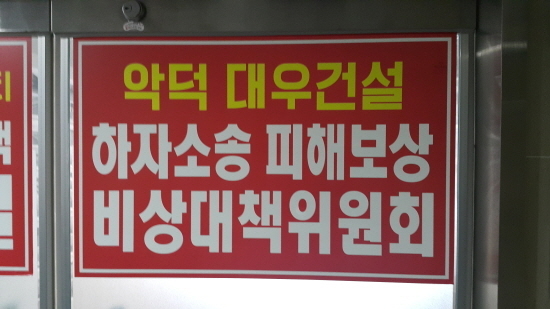 악덕 대우건설
하자소송 피해보상
비상대책위원회